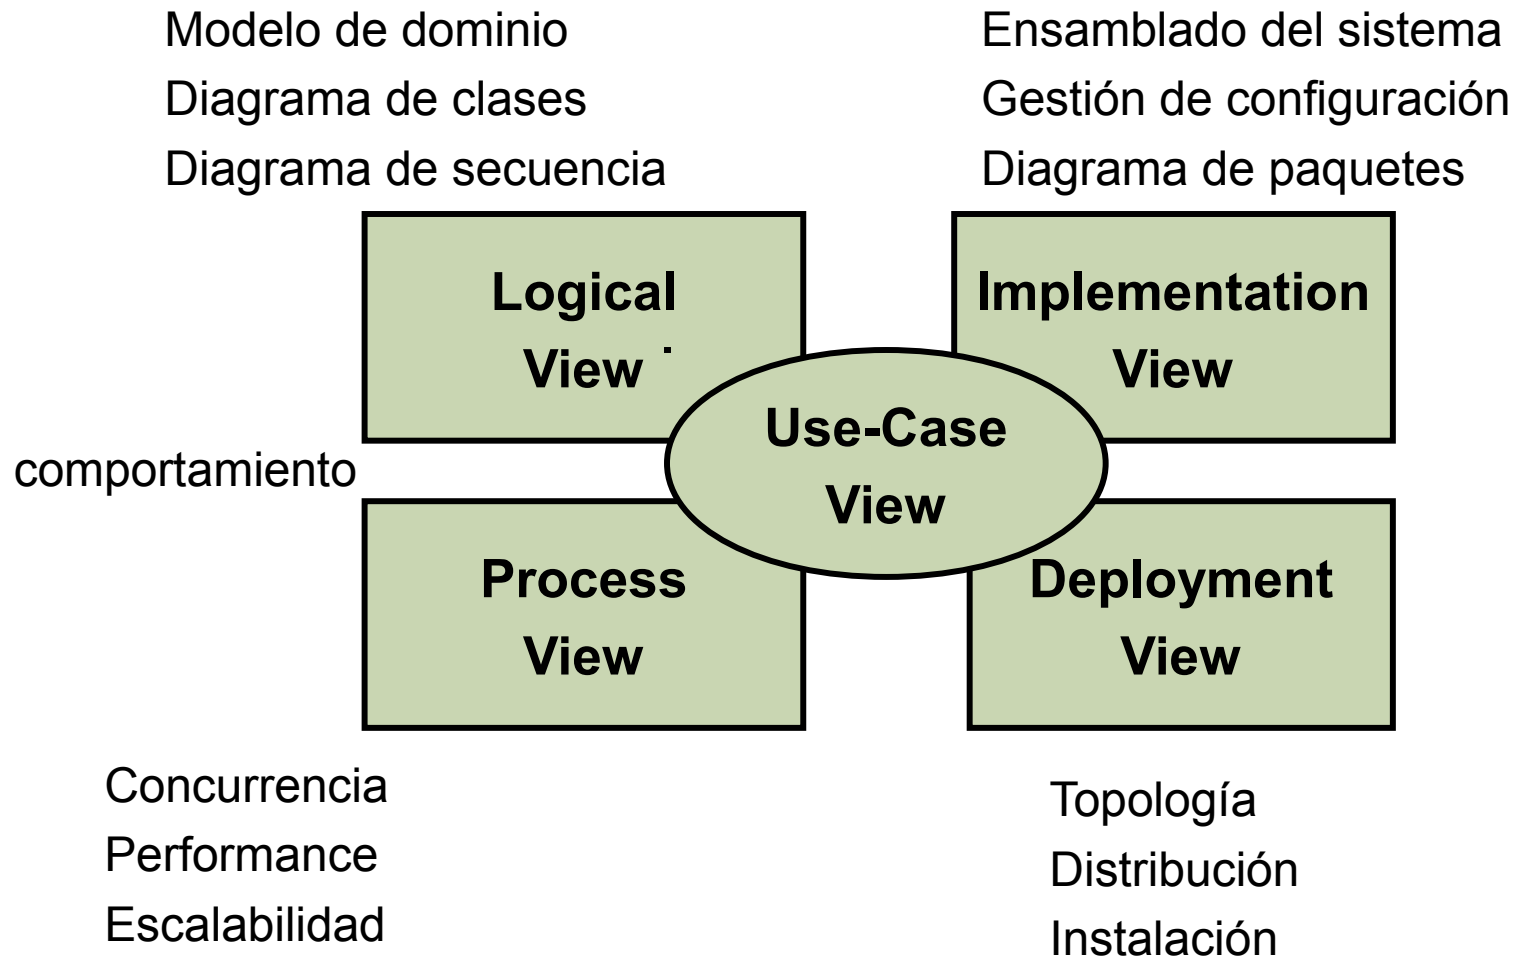 Modelo de dominio
Diagrama de clases
Diagrama de secuencia
Ensamblado del sistema
Gestión de configuración
Diagrama de paquetes
Logical
View
Implementation
View
Use-Case
View
comportamiento
Process
View
Deployment
View
Concurrencia
Performance
Escalabilidad
Topología
Distribución
Instalación